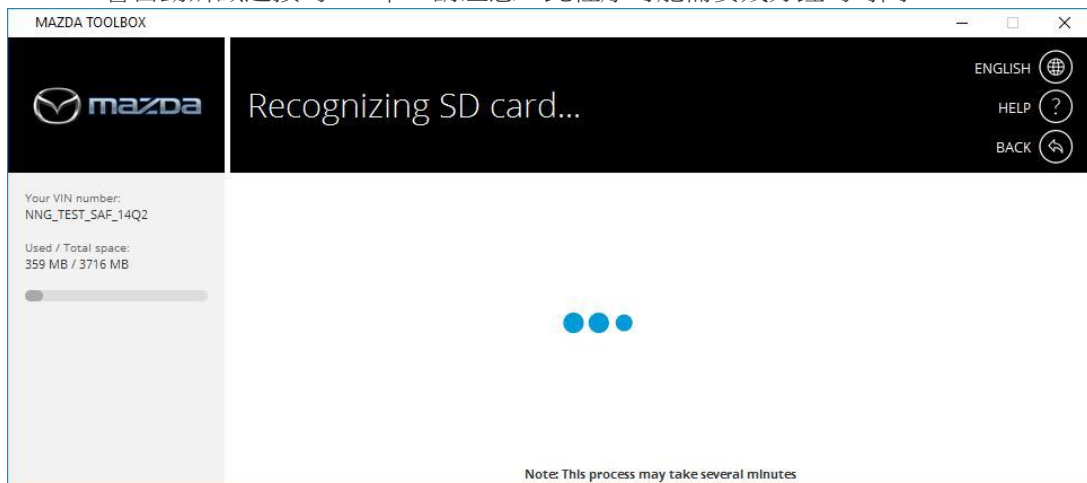 MAZDA TOOLBOX
mazda
Recognizing SD card...
ENGLISH
HELP
?
BACK
Your VIN number:
NNG_TEST_SAF_14Q2
Used / Total space:
359 MB / 3716 MB
Note: This process may take several minutes